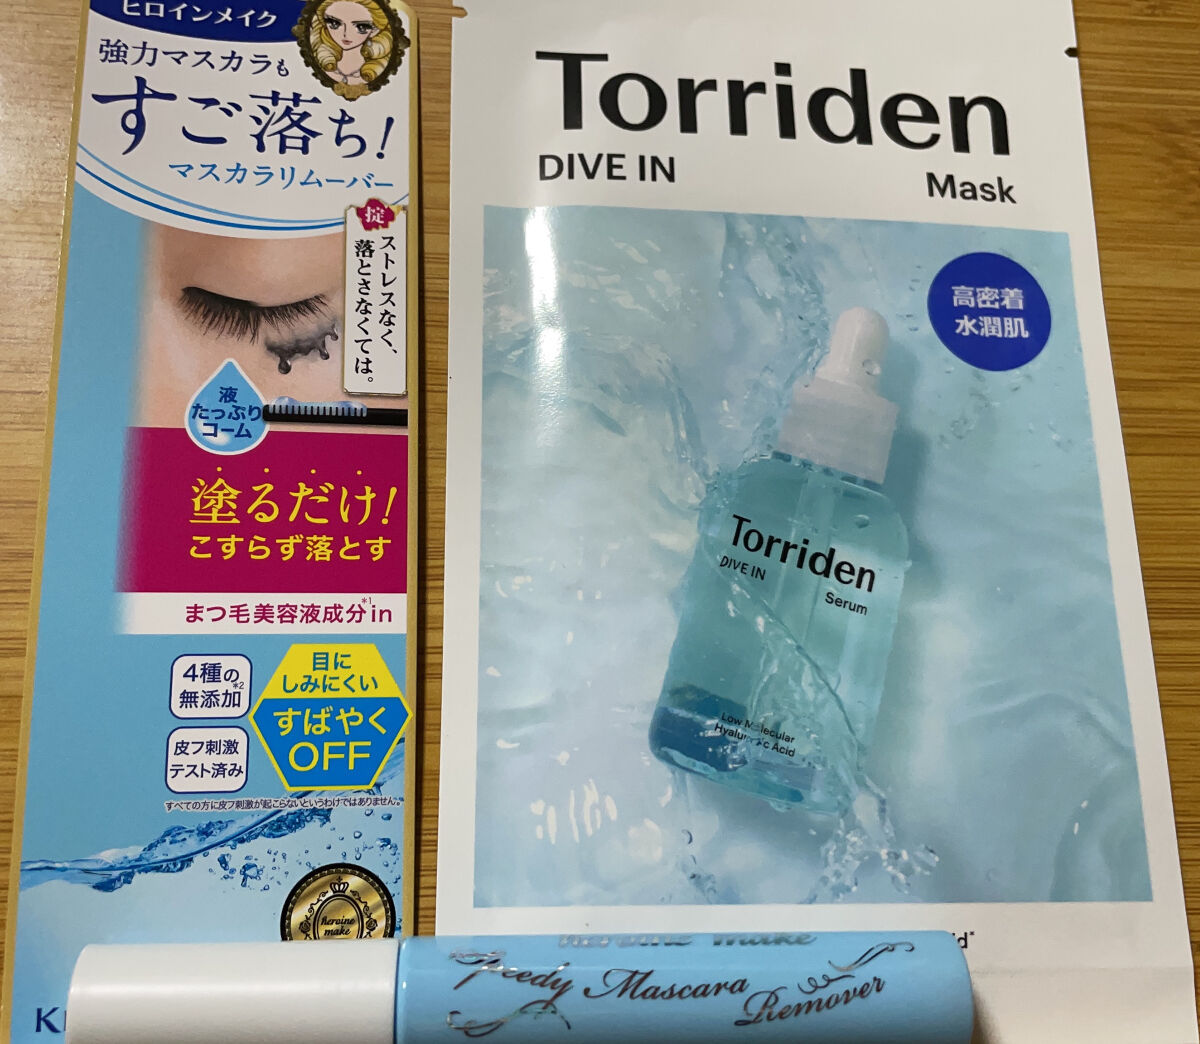 ヒロインメイク
強力マスカラも
すご落ち!
マスカラリムーバー
掟
ストレスなく、
落とさなくては。
液
たっぷり
コーム
塗るだけ!
こすらず落とす
まつ毛美容液成分*1in
4種の
無添加*2
皮フ刺激
テスト済み
目に
しみにくい
すばやく
OFF
すべての方に皮フ刺激が起こらないというわけではありません。
heroine
make
Torriden
DIVE IN
Mask
高密着
水潤肌
Torriden
DIVE IN
Serum
Low Molecular
Hyaluronic Acid
heroine make
Speedy Mascara
Remover